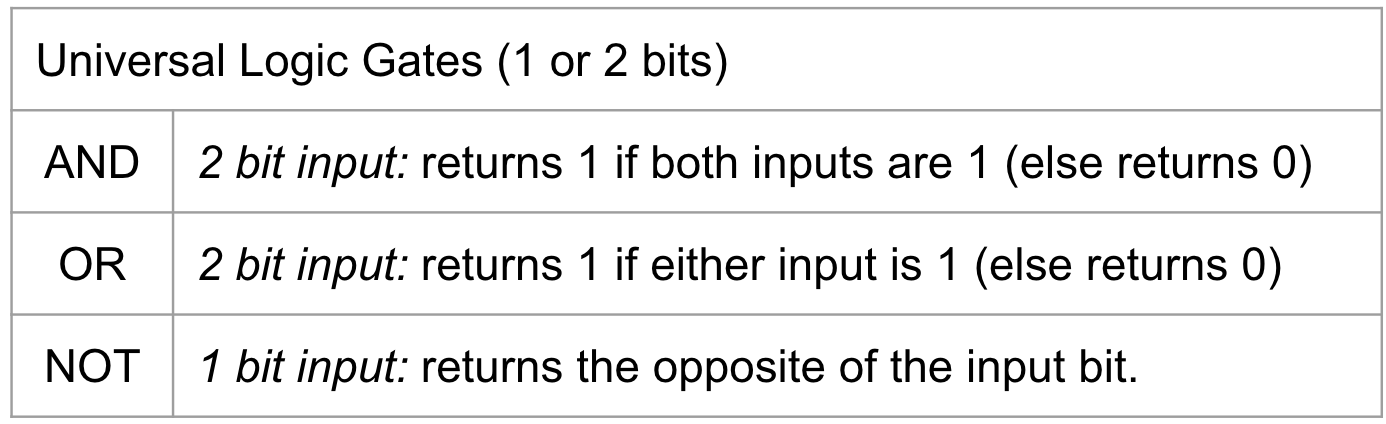 Universal Logic Gates (1 or 2 bits)
AND 2 bit input: returns 1 if both inputs are 1 (else returns 0)
OR 2 bit input: returns 1 if either input is 1 (else returns 0)
NOT 1 bit input: returns the opposite of the input bit.